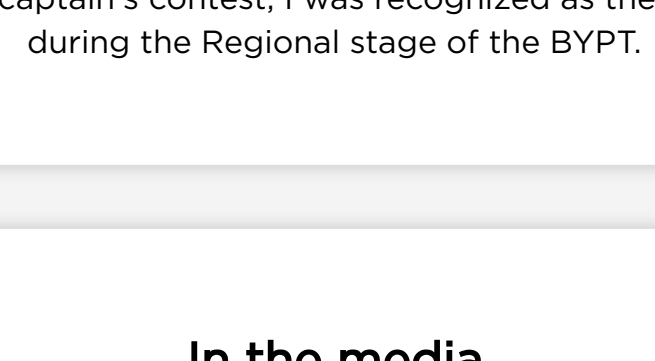 captain's contest, I was recognized as the
during the Regional stage of the BYPT.
In the media